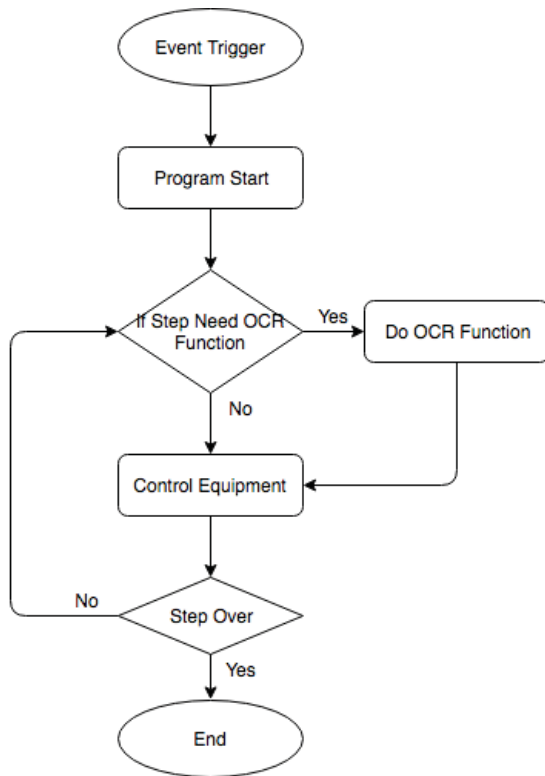 Event Trigger
Program Start
If Step Need OCR
Function
Yes
Do OCR Function
No
Control Equipment
No
Step Over
Yes
End